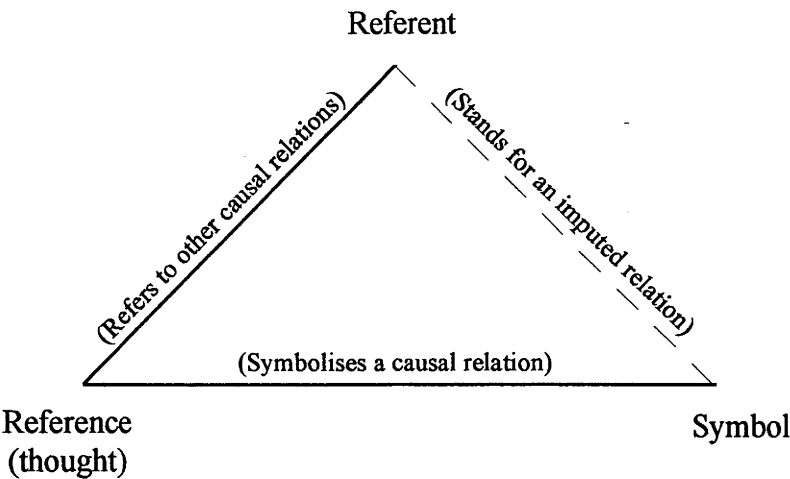 Referent
(Refers to other causal relations)
(Stands for an imputed relation)
(Symbolises a causal relation)
Reference
(thought)
Symbol